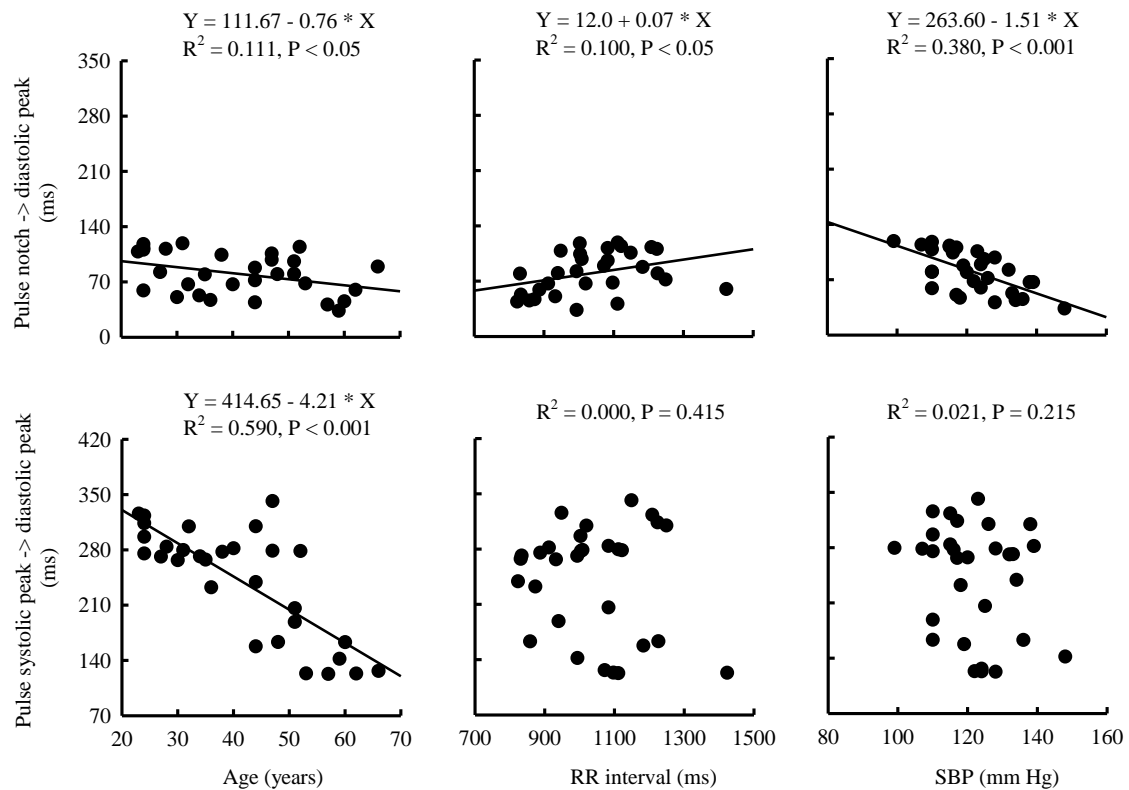 Y = 111.67 - 0.76 * X
R² = 0.111, P < 0.05
Y = 12.0 + 0.07 * X
R² = 0.100, P < 0.05
Y = 263.60 - 1.51 * X
R² = 0.380, P < 0.001
Pulse notch -> diastolic peak
(ms)
350
280
210
140
70
0
Y = 414.65 - 4.21 * X
R² = 0.590, P < 0.001
R² = 0.000, P = 0.415
R² = 0.021, P = 0.215
Pulse systolic peak -> diastolic peak
(ms)
420
350
280
210
140
70
20 30 40 50 60 70
700 900 1100 1300 1500
80 100 120 140 160
Age (years)
RR interval (ms)
SBP (mm Hg)